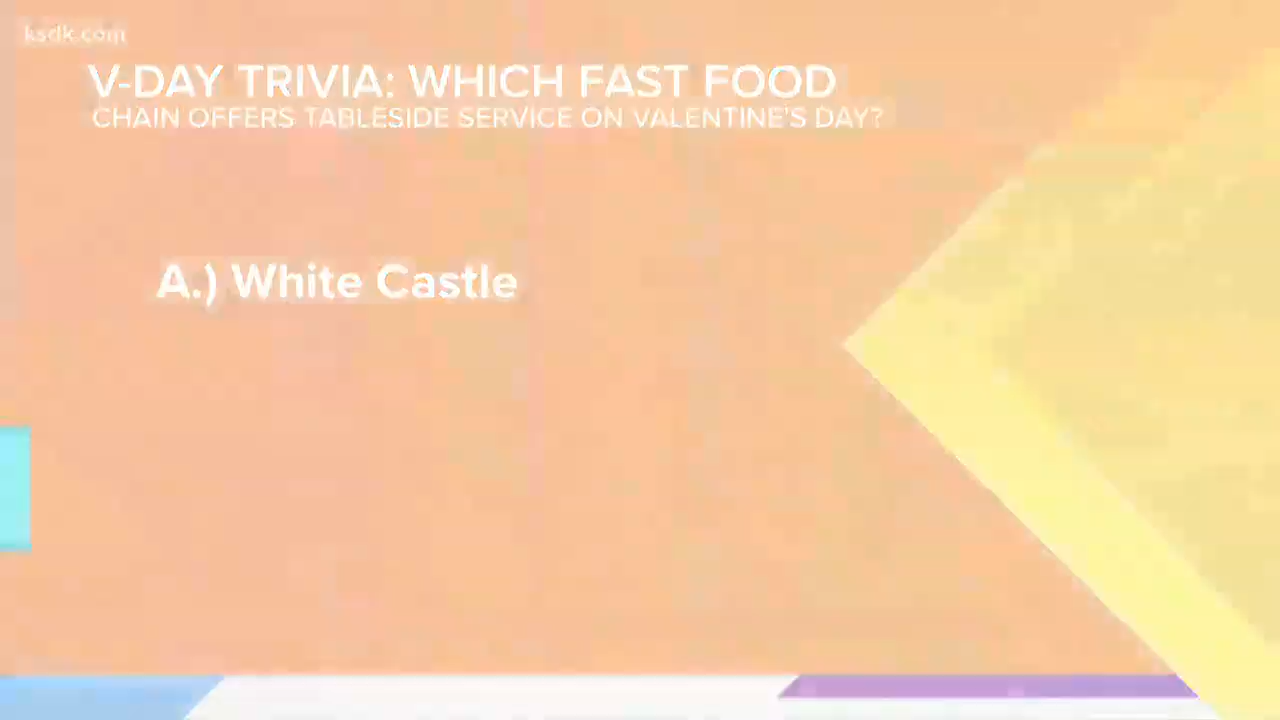 ksdk.com
V-DAY TRIVIA: WHICH FAST FOOD
CHAIN OFFERS TABLESIDE SERVICE ON VALENTINE'S DAY?
A.) White Castle